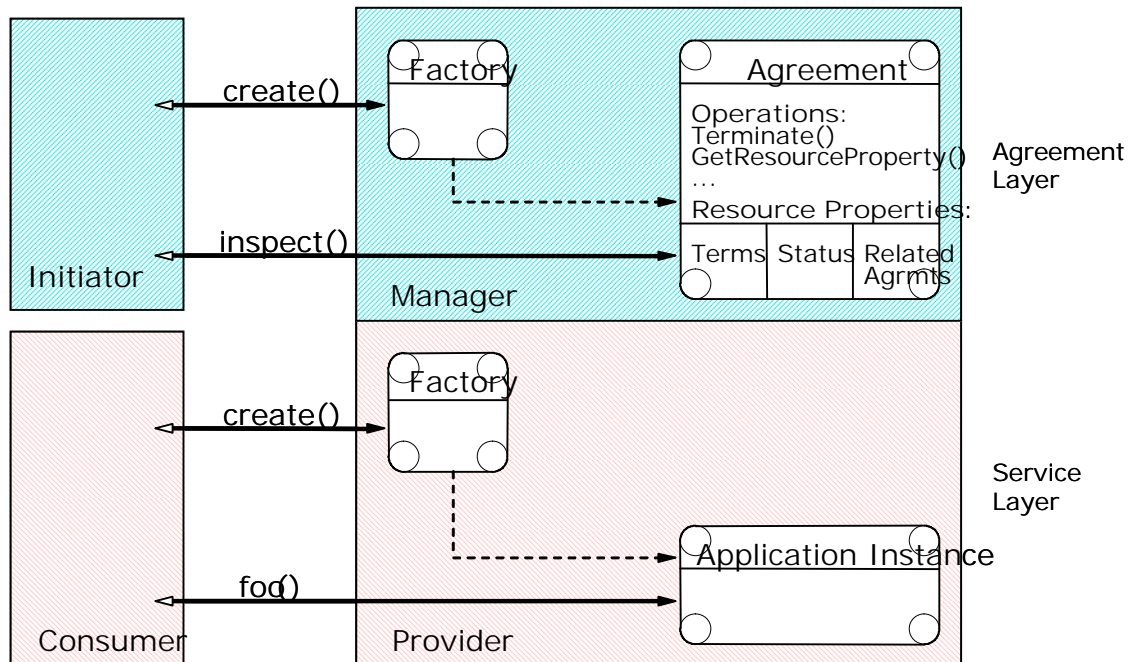 Factory
Agreement
create()
Operations:
Terminate()
GetResourceProperty()
...
Resource Properties:
Agreement
Layer
inspect()
Terms
Status
Related
Agrmts
Initiator
Manager
Factory
create()
Service
Layer
Application Instance
foo()
Consumer
Provider